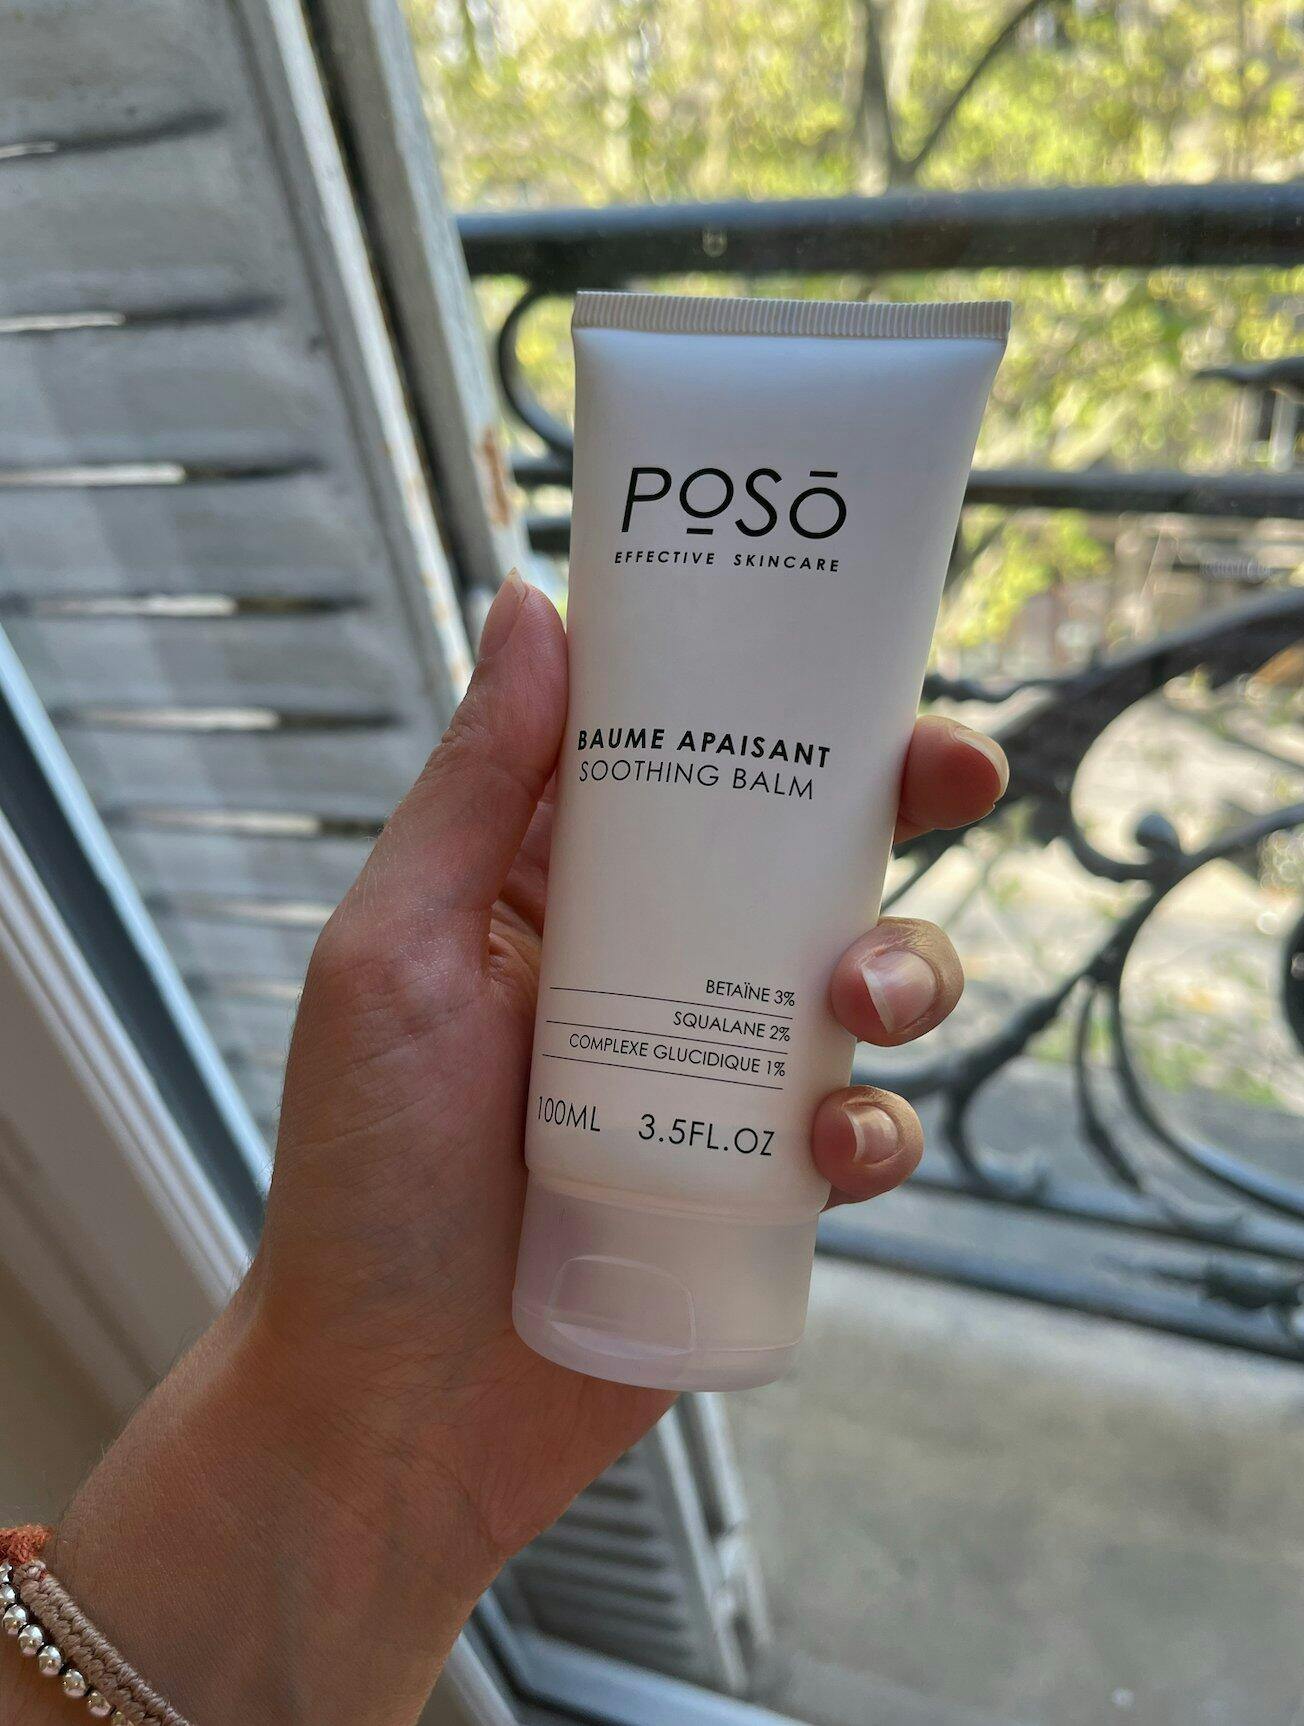 POSŌ
EFFECTIVE SKINCARE
BAUME APAISANT
SOOTHING BALM
BETAÏNE 3%
SQUALANE 2%
COMPLEXE GLUCIDIQUE 1%
100ML 3.5FL.OZ